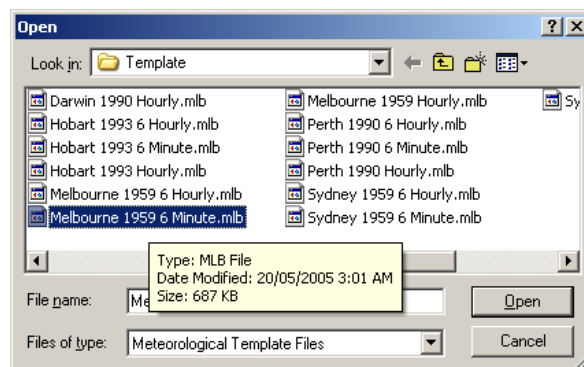 Open
Look in: Template
Darwin 1990 Hourly.mlb
Hobart 1993 6 Hourly.mlb
Hobart 1993 6 Minute.mlb
Hobart 1993 Hourly.mlb
Melbourne 1959 6 Hourly.mlb
Melbourne 1959 6 Minute.mlb
Melbourne 1959 Hourly.mlb
Perth 1990 6 Hourly.mlb
Perth 1990 6 Minute.mlb
Perth 1990 Hourly.mlb
Sydney 1959 6 Hourly.mlb
Sydney 1959 6 Minute.mlb
Sy
Type: MLB File
Date Modified: 20/05/2005 3:01 AM
Size: 687 KB
File name: Me
Open
Files of type: Meteorological Template Files
Cancel